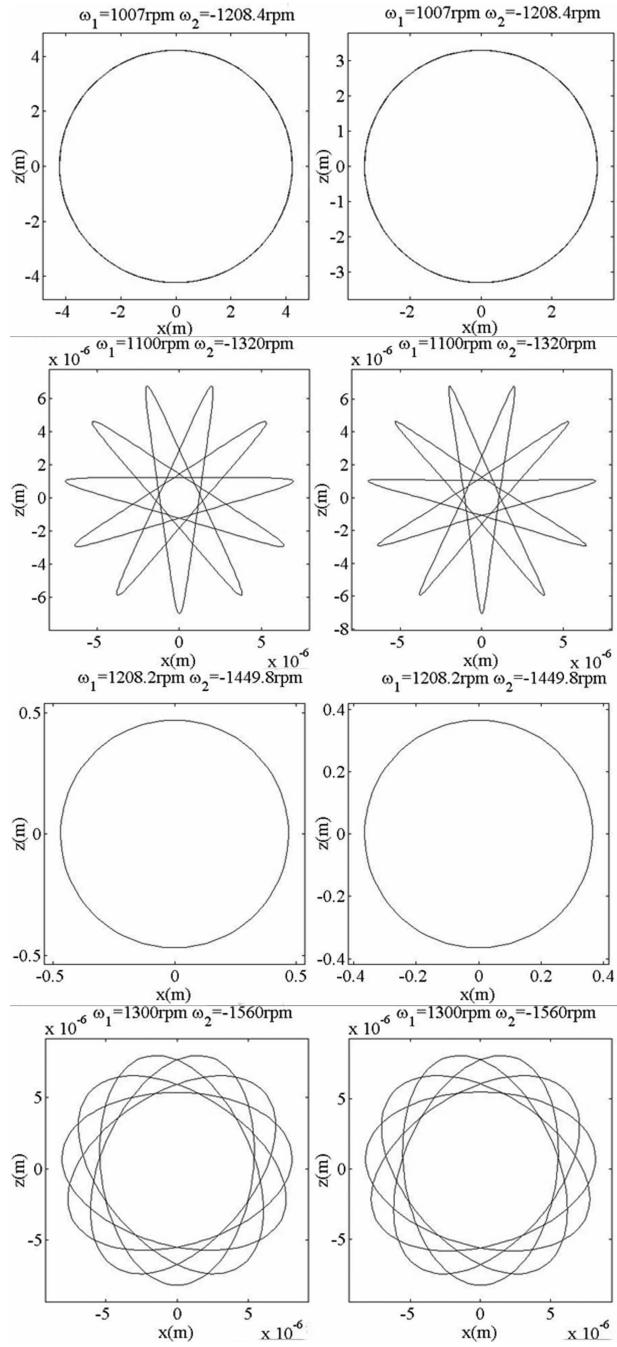 ω1=1007rpm ω2=-1208.4rpm
4
2
0
-2
-4
z(m)
-4 -2 0 2 4
x(m)
ω1=1007rpm ω2=-1208.4rpm
3
2
1
0
-1
-2
-3
z(m)
-2 0 2
x(m)
x 10-6 ω1=1100rpm ω2=-1320rpm
6
4
2
0
-2
-4
-6
z(m)
-5 0 5
x(m) x 10-6
x 10-6 ω1=1100rpm ω2=-1320rpm
6
4
2
0
-2
-4
-6
-8
z(m)
-5 0 5
x(m) x 10-6
ω1=1208.2rpm ω2=-1449.8rpm
0.5
0
-0.5
z(m)
-0.5 0 0.5
x(m)
ω1=1208.2rpm ω2=-1449.8rpm
0.4
0.2
0
-0.2
-0.4
z(m)
-0.4 -0.2 0 0.2 0.4
x(m)
x 10-6 ω1=1300rpm ω2=-1560rpm
5
0
-5
z(m)
-5 0 5
x(m) x 10-6
x 10-6 ω1=1300rpm ω2=-1560rpm
5
0
-5
z(m)
-5 0 5
x(m) x 10-6